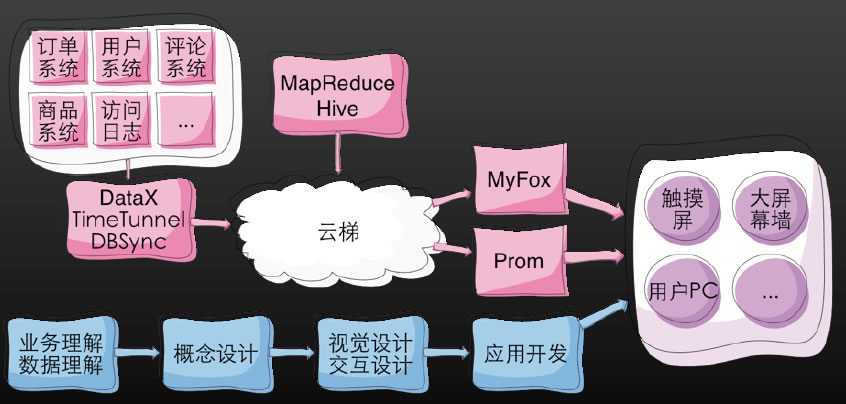 订单
系统
用户
系统
评论
系统
商品
系统
访问
日志
...
MapReduce
Hive
DataX
TimeTunnel
DBSync
云梯
MyFox
Prom
触摸
屏
大屏
幕墙
用户PC
...
业务理解
数据理解
概念设计
视觉设计
交互设计
应用开发